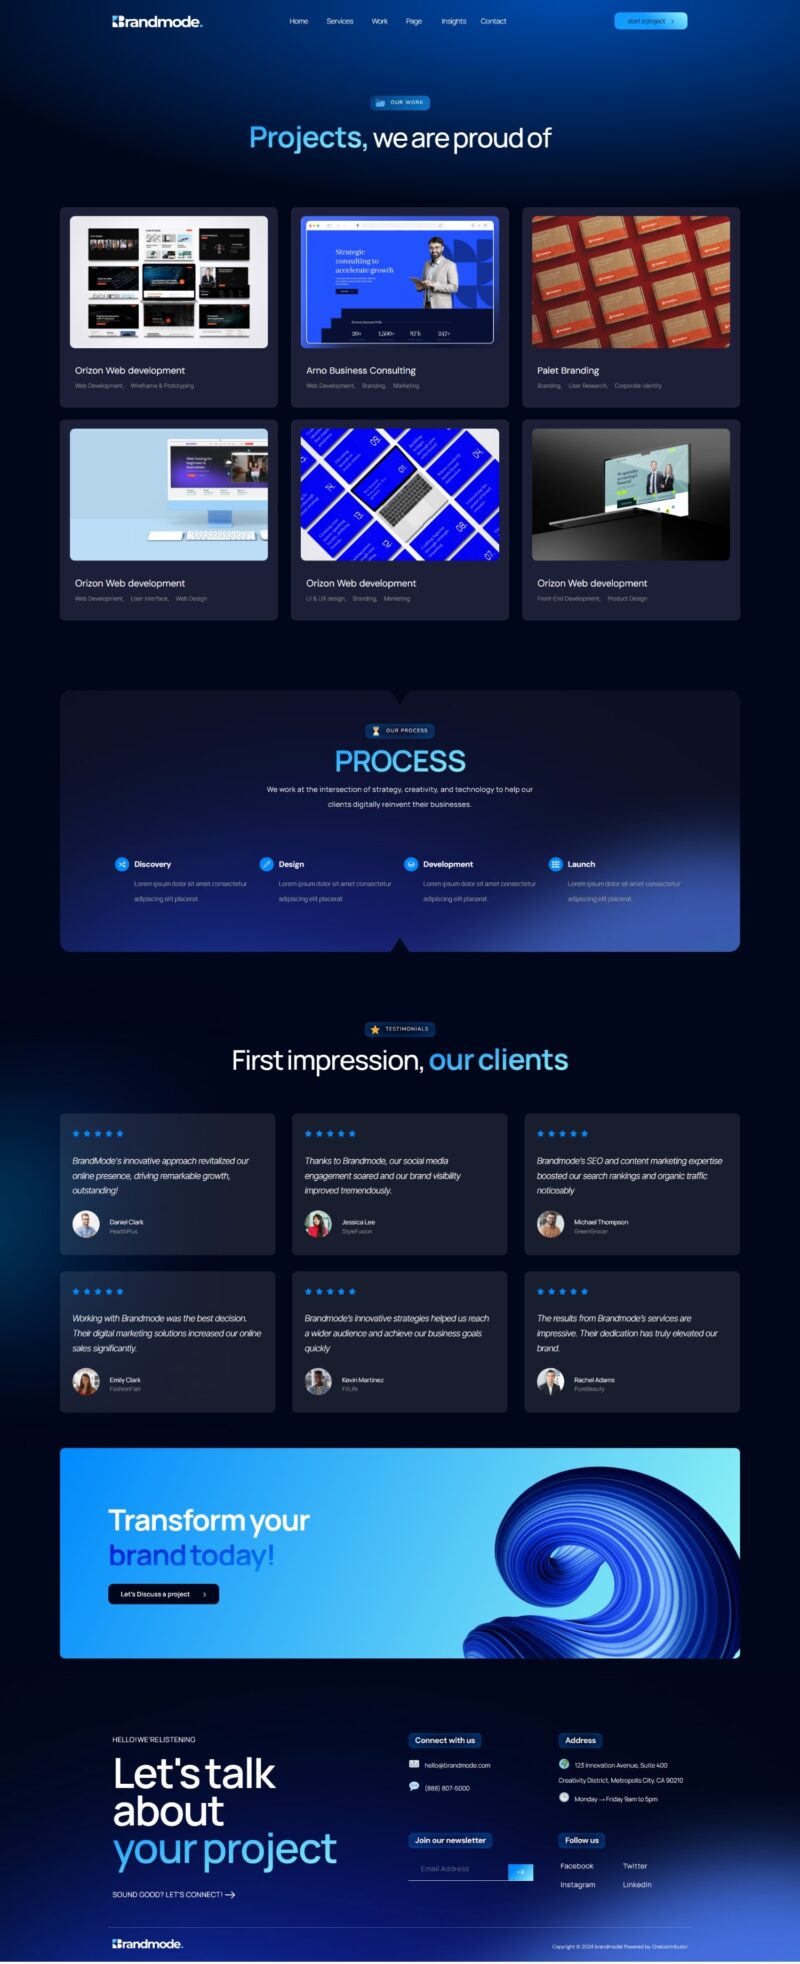 Brandmode.
Home Services Work Page Insights Contact
start a project
OUR WORK
Projects, we are proud of
Strategic
consulting to
accelerate growth
20+ 1,500+ 87k 247+
Orizon Web development
Web Development, Wireframe & Prototyping
Arno Business Consulting
Web Development, Branding, Marketing
Palet Branding
Branding, User Research, Corporate Identity
09.
01.
04.
14.
13.
12
08.
07.
Orizon Web development
Web Development, User Interface, Web Design
Orizon Web development
UI & UX design, Branding, Marketing
Orizon Web development
Front-End Development, Product Design
OUR PROCESS
PROCESS
We work at the intersection of strategy, creativity, and technology to help our
clients digitally reinvent their businesses.
Discovery
Lorem ipsum dolor sit amet consectetur
adipiscing elit placerat.
Design
Lorem ipsum dolor sit amet consectetur
adipiscing elit placerat.
Development
Lorem ipsum dolor sit amet consectetur
adipiscing elit placerat.
Launch
Lorem ipsum dolor sit amet consectetur
adipiscing elit placerat.
TESTIMONIALS
First impression, our clients
BrandMode's innovative approach revitalized our
online presence, driving remarkable growth,
outstanding!
Daniel Clark
HealthPlus
Thanks to Brandmode, our social media
engagement soared and our brand visibility
improved tremendously.
Jessica Lee
StyleFusion
Brandmode's SEO and content marketing expertise
boosted our search rankings and organic traffic
noticeably
Michael Thompson
GreenGrocer
Working with Brandmode was the best decision.
Their digital marketing solutions increased our online
sales significantly.
Emily Clark
FashionFlair
Brandmode's innovative strategies helped us reach
a wider audience and achieve our business goals
quickly
Kevin Martinez
FitLife
The results from Brandmode's services are
impressive. Their dedication has truly elevated our
brand.
Rachel Adams
PureBeauty
Transform your
brand today!
Let's Discuss a project
HELLO! WE'RE LISTENING
Let's talk
about
your project
SOUND GOOD? LET'S CONNECT!
Connect with us
hello@brandmode.com
(888) 807-5000
Address
123 Innovation Avenue, Suite 400
Creativity District, Metropolis City, CA 90210
Monday → Friday 9am to 5pm
Join our newsletter
Email Address
Follow us
Facebook Twitter
Instagram LinkedIn
Brandmode.
Copyright © 2024 brandmode! Powered by Onecontributor